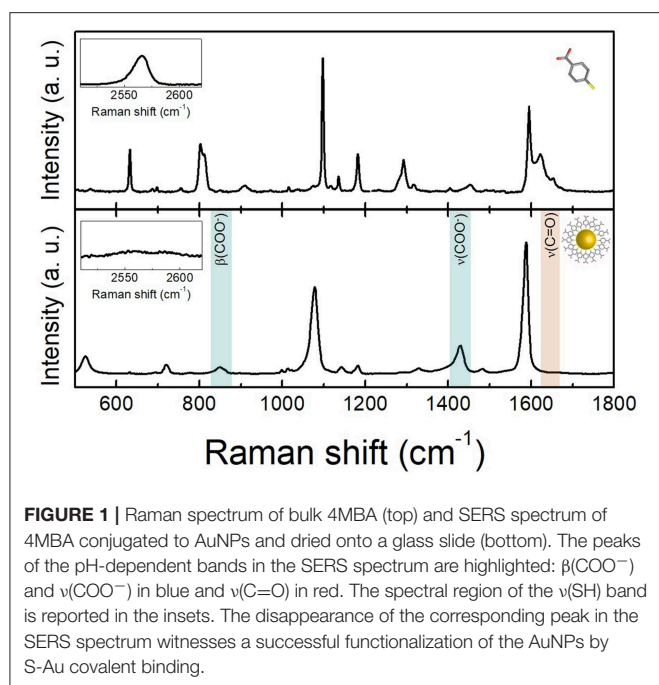 Intensity (a. u.)
2550 2600
Raman shift (cm-1)
Intensity (a. u.)
2550 2600
Raman shift (cm-1)
β(COO-)
ν(COO-)
ν(C=O)
600 800 1000 1200 1400 1600 1800
Raman shift (cm-1)
FIGURE 1 | Raman spectrum of bulk 4MBA (top) and SERS spectrum of
4MBA conjugated to AuNPs and dried onto a glass slide (bottom). The peaks
of the pH-dependent bands in the SERS spectrum are highlighted: β(COO−)
and ν(COO−) in blue and ν(C=O) in red. The spectral region of the ν(SH) band
is reported in the insets. The disappearance of the corresponding peak in the
SERS spectrum witnesses a successful functionalization of the AuNPs by
S-Au covalent binding.